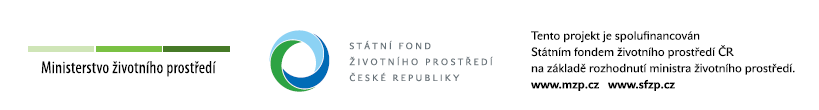 Ministerstvo životního prostředí
STÁTNÍ FOND
ŽIVOTNÍHO PROSTŘEDÍ
ČESKÉ REPUBLIKY
Tento projekt je spolufinancován
Státním fondem životního prostředí ČR
na základě rozhodnutí ministra životního prostředí.
www.mzp.cz www.sfzp.cz